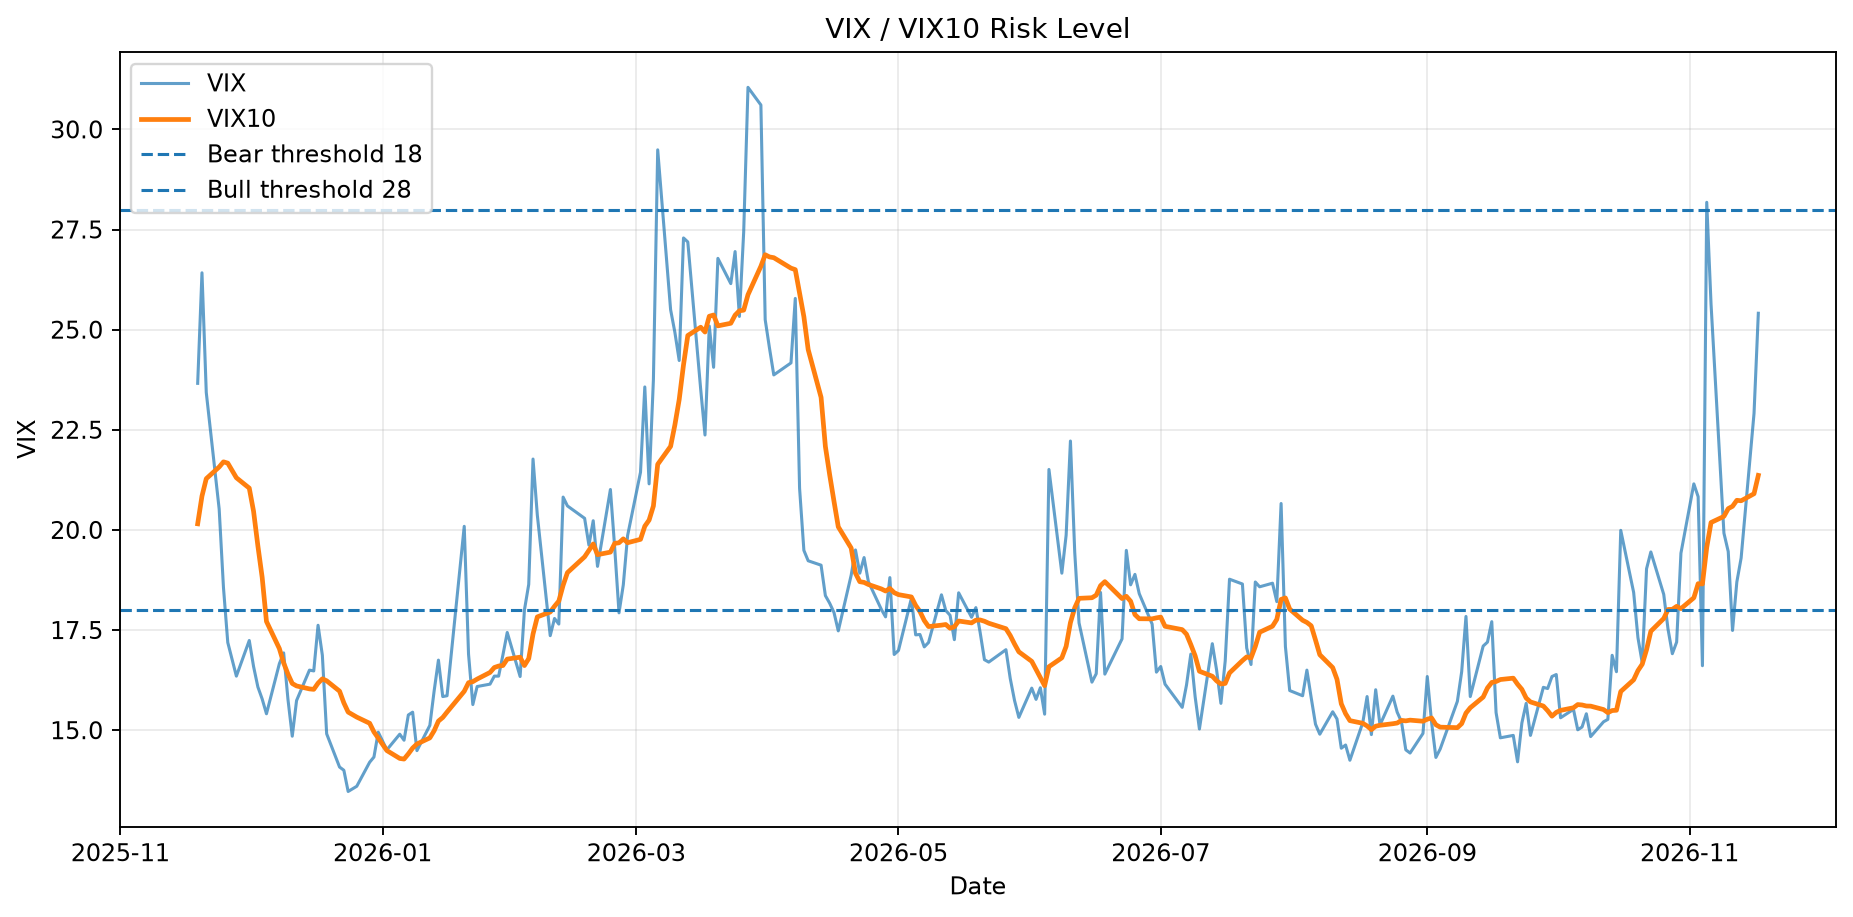 VIX / VIX10 Risk Level
VIX
VIX10
Bear threshold 18
Bull threshold 28
30.0
27.5
25.0
22.5
20.0
17.5
15.0
VIX
2025-11
2026-01
2026-03
2026-05
2026-07
2026-09
2026-11
Date